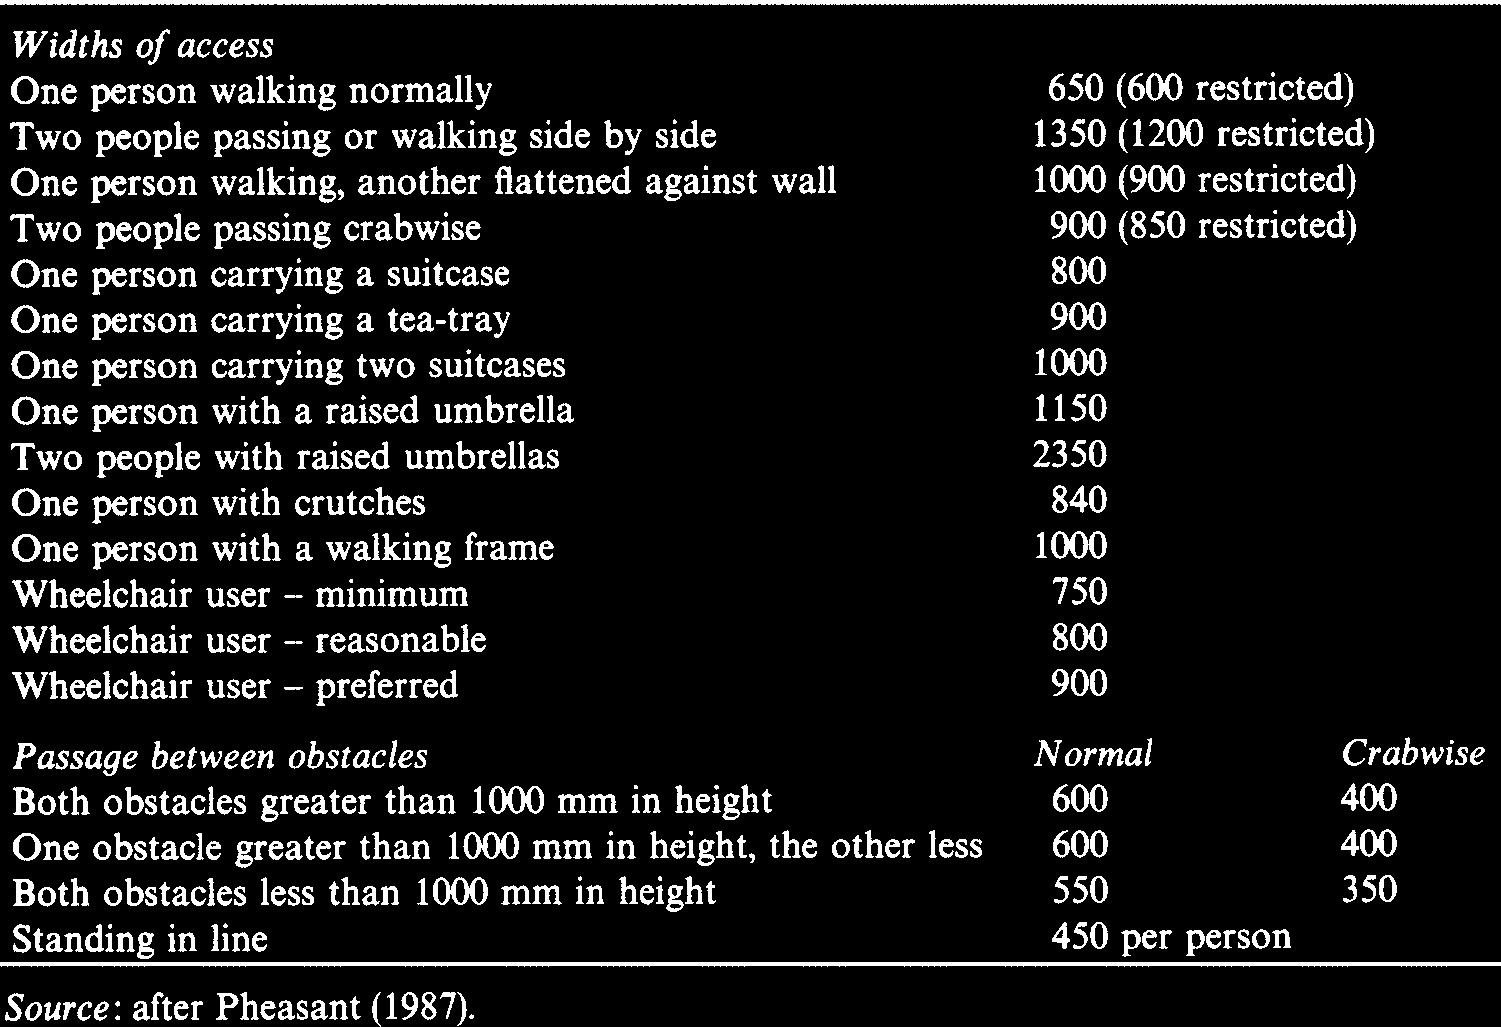 Widths of access
One person walking normally 650 (600 restricted)
Two people passing or walking side by side 1350 (1200 restricted)
One person walking, another flattened against wall 1000 (900 restricted)
Two people passing crabwise 900 (850 restricted)
One person carrying a suitcase 800
One person carrying a tea-tray 900
One person carrying two suitcases 1000
One person with a raised umbrella 1150
Two people with raised umbrellas 2350
One person with crutches 840
One person with a walking frame 1000
Wheelchair user – minimum 750
Wheelchair user – reasonable 800
Wheelchair user – preferred 900
Passage between obstacles Normal Crabwise
Both obstacles greater than 1000 mm in height 600 400
One obstacle greater than 1000 mm in height, the other less 600 400
Both obstacles less than 1000 mm in height 550 350
Standing in line 450 per person
Source: after Pheasant (1987).